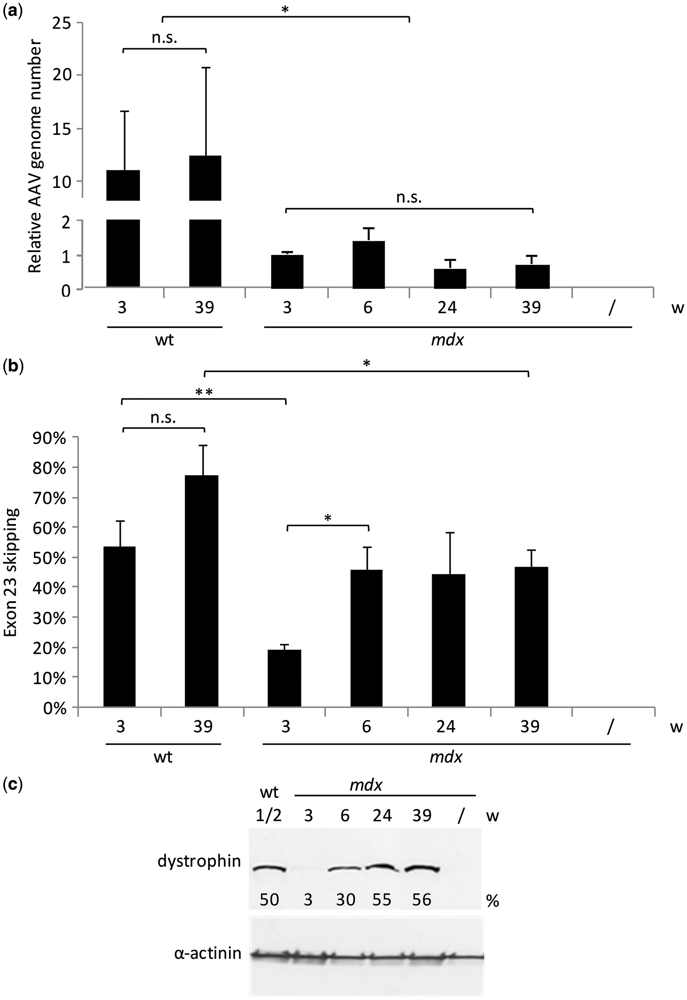 (a)
*
25
n.s.
20
15
10
n.s.
2
1
0
Relative AAV genome number
3 39 3 6 24 39 / w
wt mdx
(b)
*
**
n.s.
90%
80%
70%
*
60%
50%
40%
30%
20%
10%
0%
Exon 23 skipping
3 39 3 6 24 39 / w
wt mdx
(c)
mdx
wt
1/2 3 6 24 39 / w
dystrophin
50 3 30 55 56 %
α-actinin